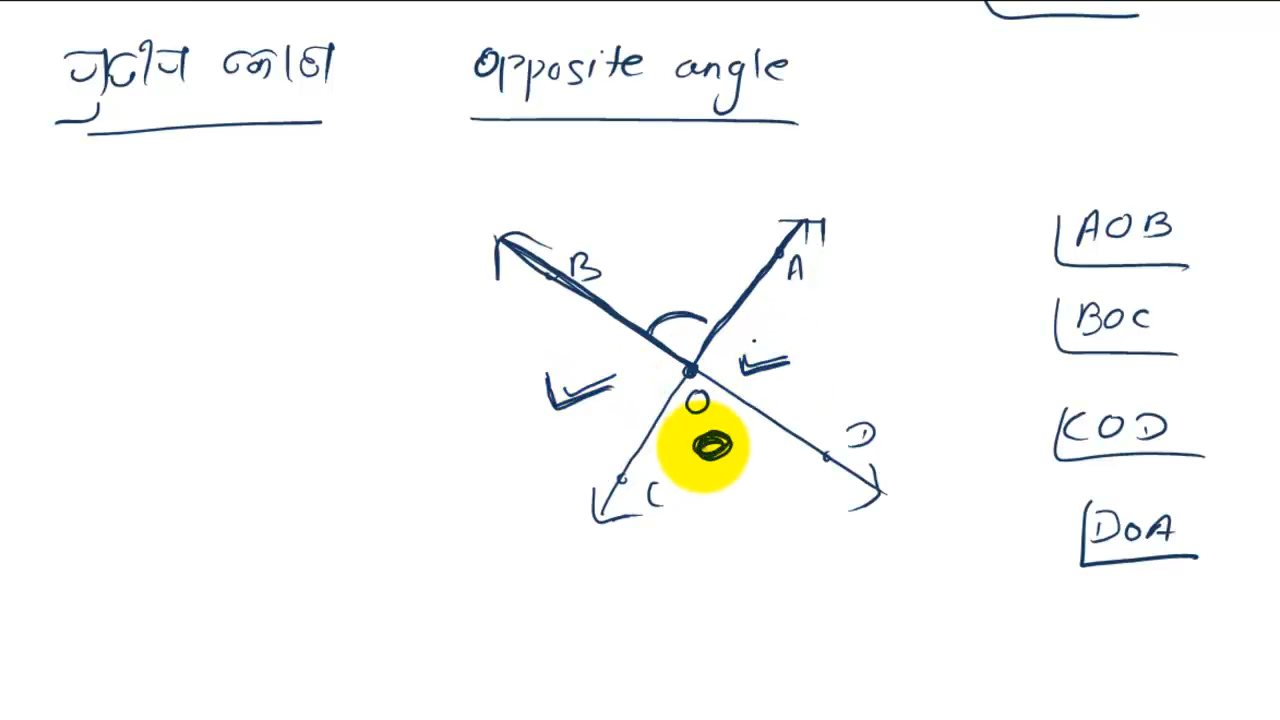 কোণ Opposite angle
B
A
O
D
C
∠AOB
∠BOC
∠COD
∠DOA